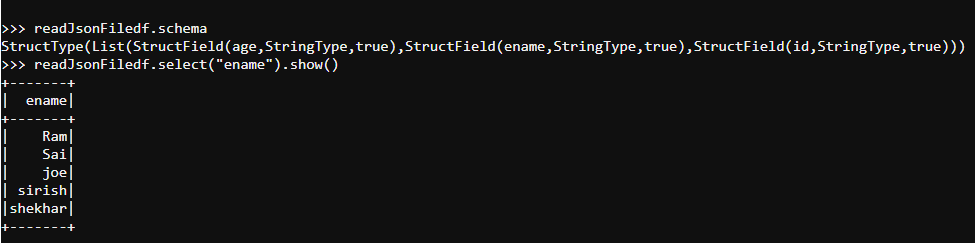 >>> readJsonFiledf.schema
StructType(List(StructField(age,StringType,true),StructField(ename,StringType,true),StructField(id,StringType,true)))
>>> readJsonFiledf.select("ename").show()
+-------+
|  ename|
+-------+
|    Ram|
|    Sai|
|    joe|
| sirish|
|shekhar|
+-------+